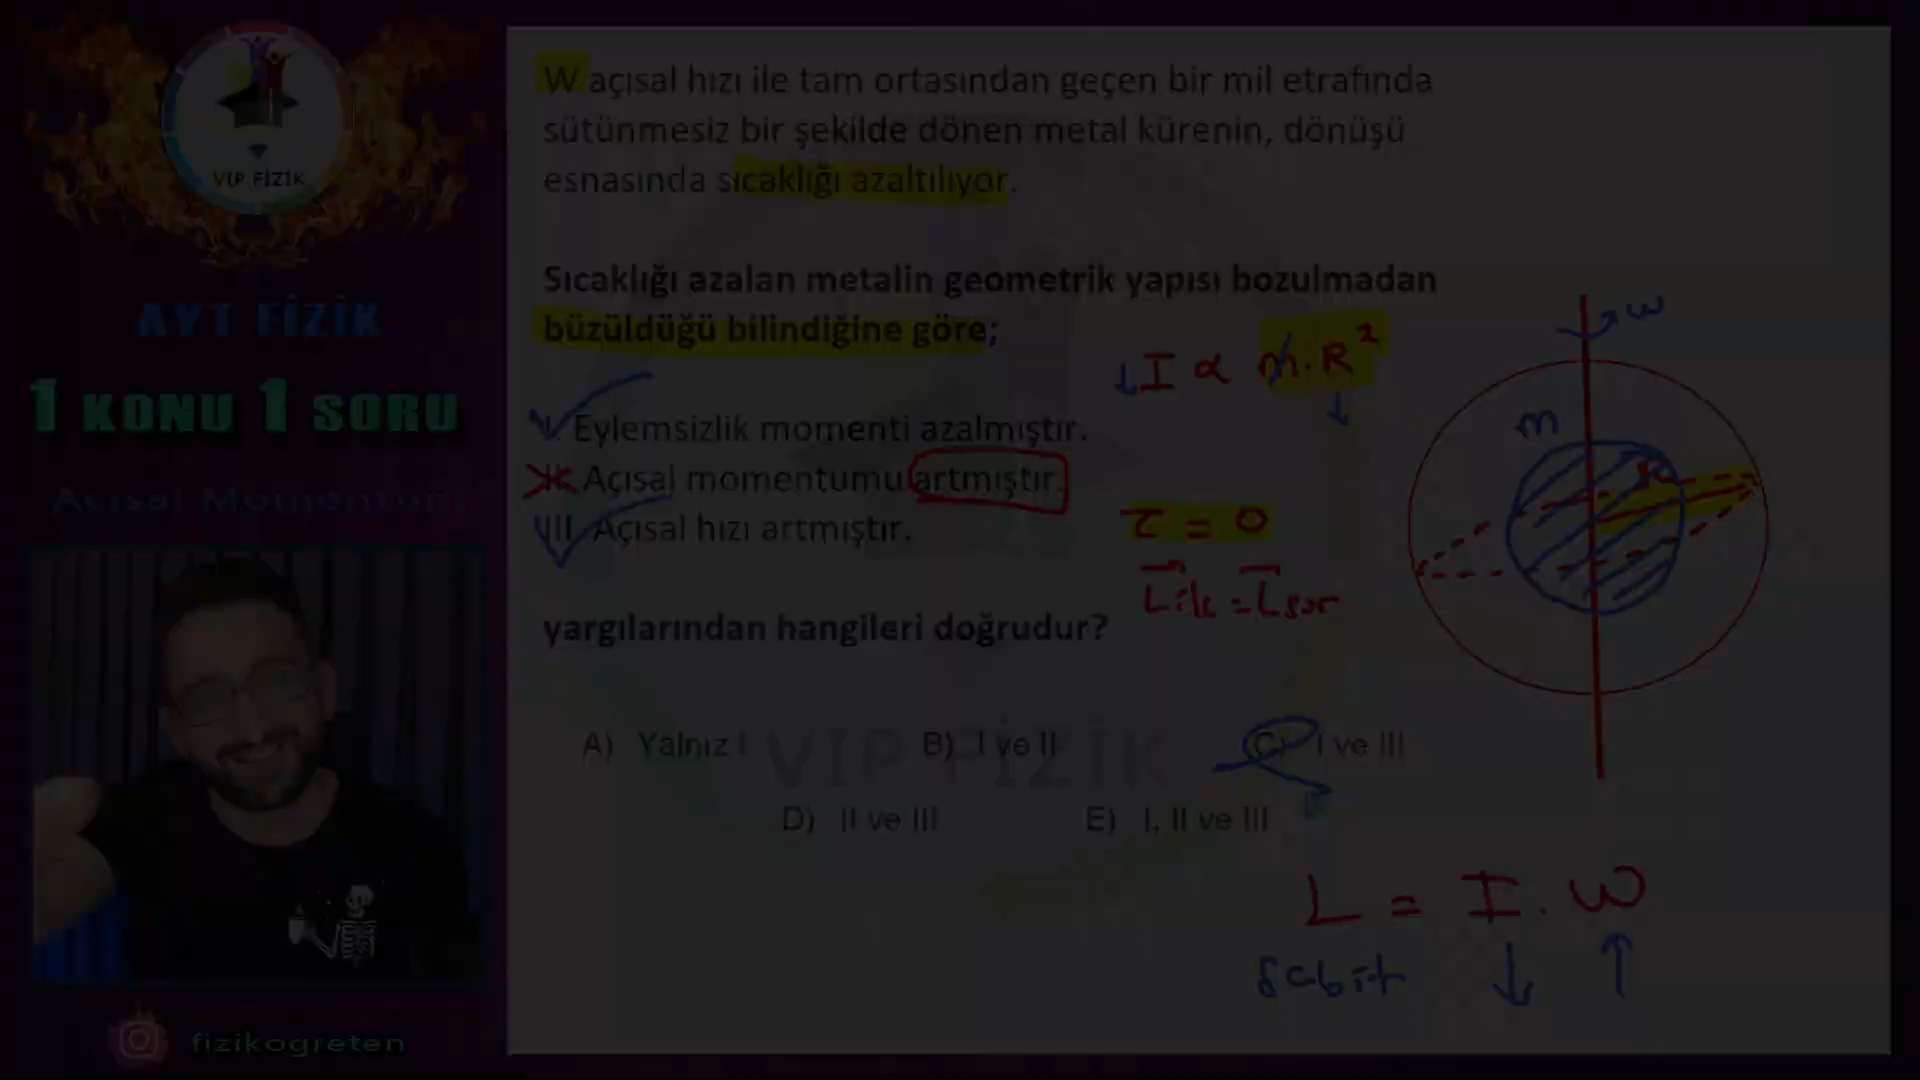 VIP FİZİK
AYT FİZİK
1 KONU 1 SORU
Açısal Momentum
fizikogreten
W açısal hızı ile tam ortasından geçen bir mil etrafında
sütünmesiz bir şekilde dönen metal kürenin, dönüşü
esnasında sıcaklığı azaltılıyor.
Sıcaklığı azalan metalin geometrik yapısı bozulmadan
büzüldüğü bilindiğine göre;
↓I α m.R²
↓
I. Eylemsizlik momenti azalmıştır.
II. Açısal momentumu artmıştır.
III. Açısal hızı artmıştır.
τ = 0
Lilk = Lson
yargılarından hangileri doğrudur?
w
m
A) Yalnız I
B) I ve II
C) I ve III
D) II ve III
E) I, II ve III
VIP FİZİK
L = I . W
sabit ↓ ↑